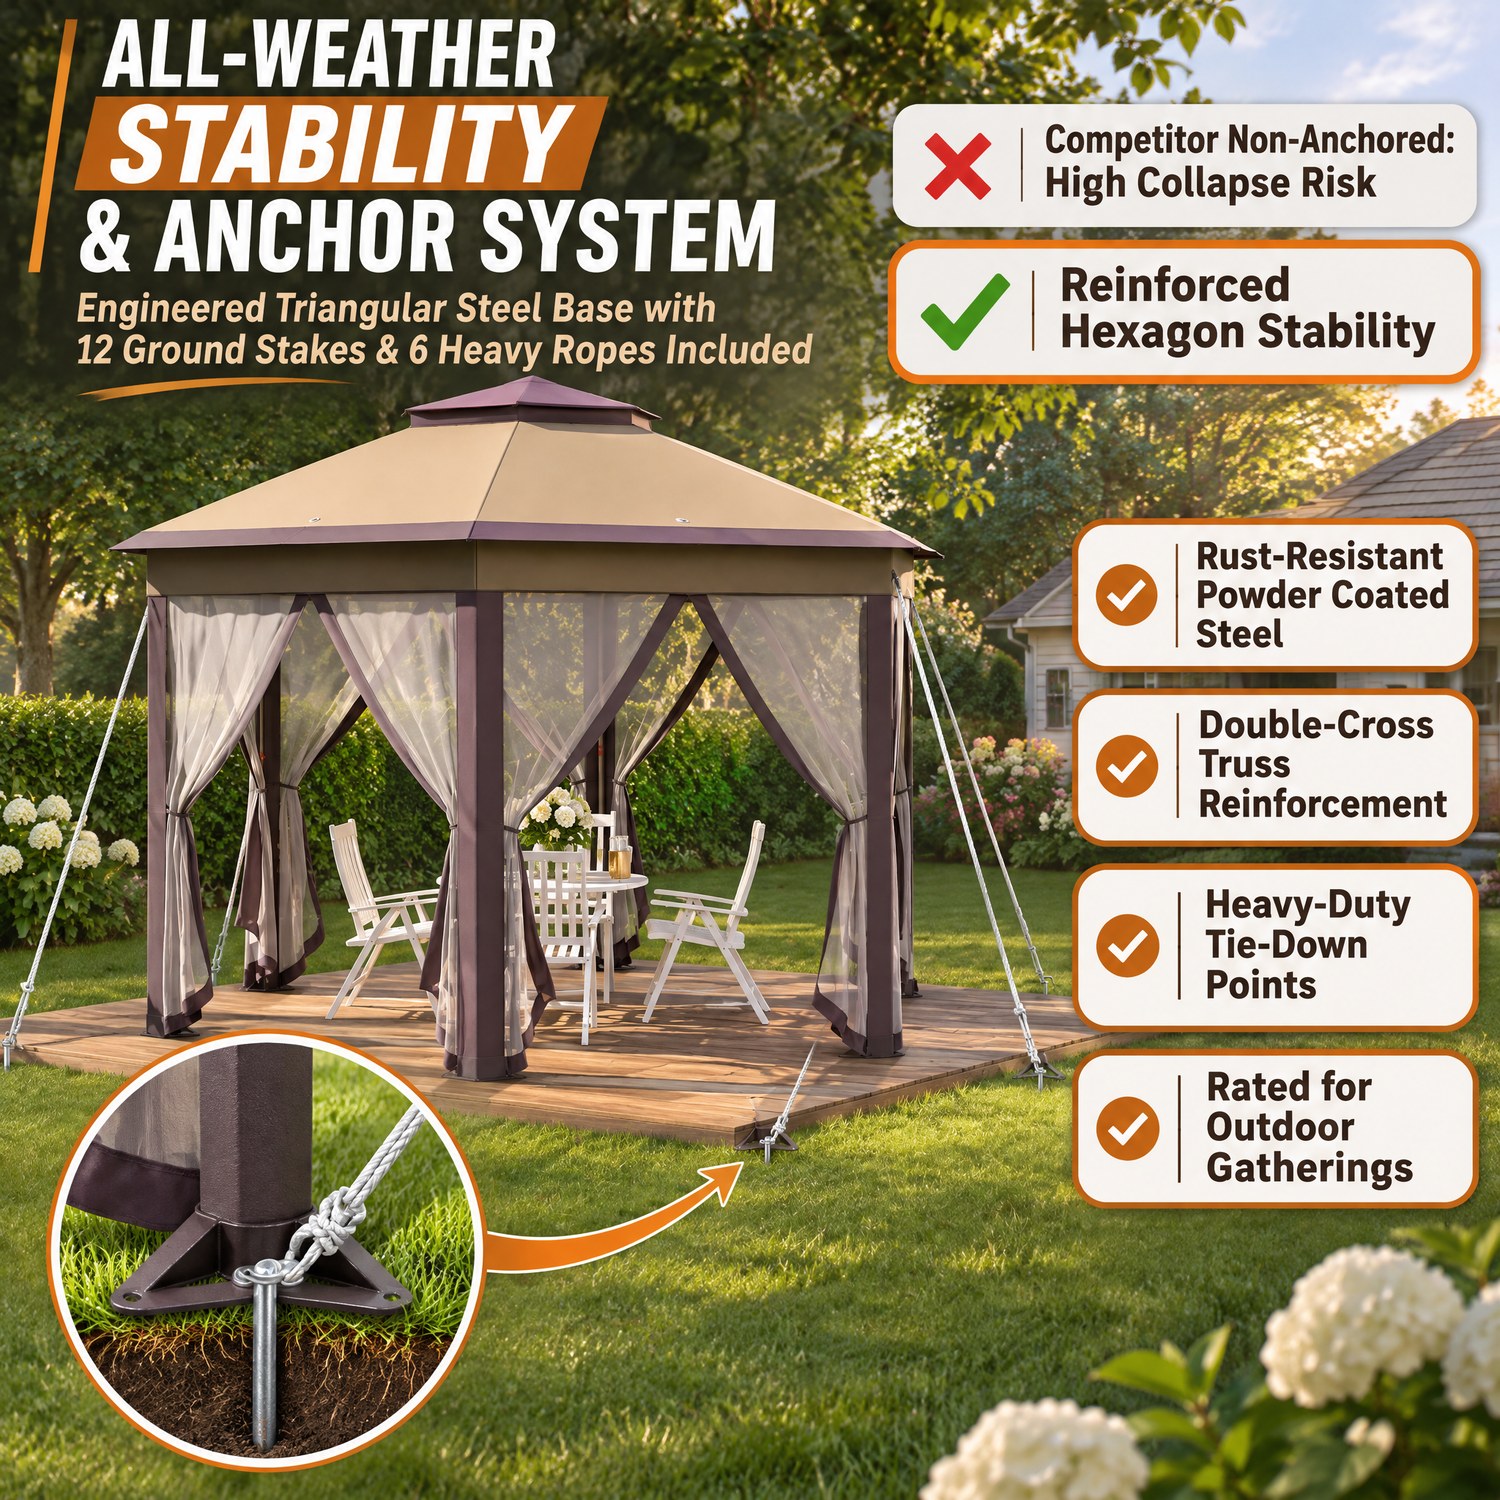 ALL-WEATHER
STABILITY
& ANCHOR SYSTEM
Engineered Triangular Steel Base with
12 Ground Stakes & 6 Heavy Ropes Included
Competitor Non-Anchored:
High Collapse Risk
Reinforced
Hexagon Stability
Rust-Resistant
Powder Coated
Steel
Double-Cross
Truss
Reinforcement
Heavy-Duty
Tie-Down
Points
Rated for
Outdoor
Gatherings